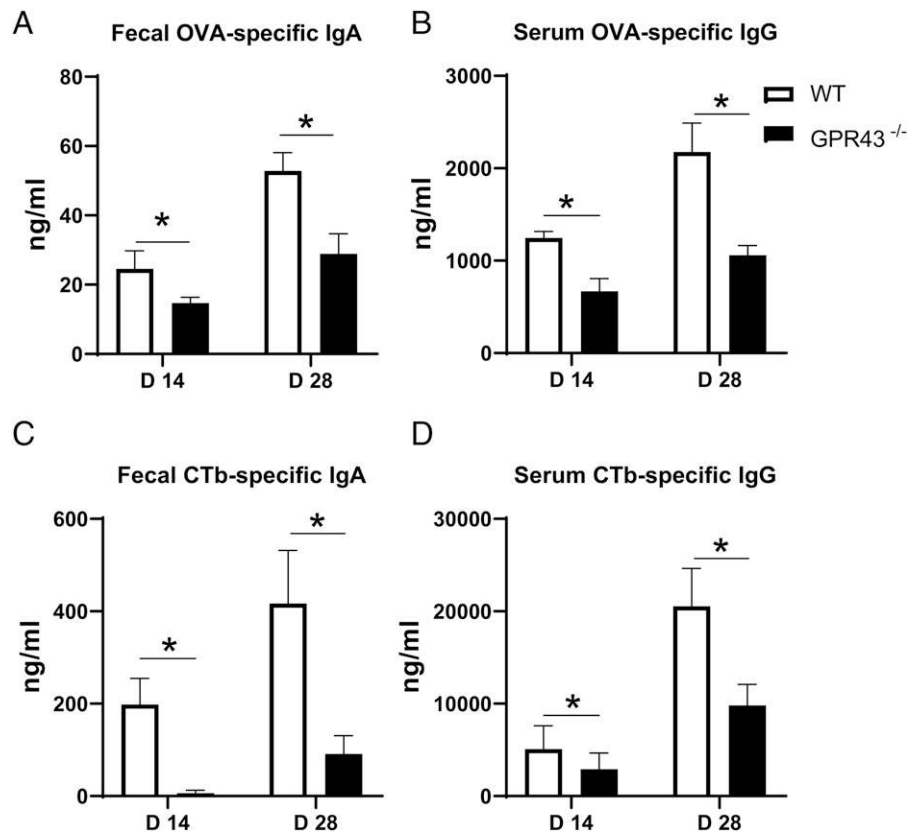 A
Fecal OVA-specific IgA
ng/ml
80
60
40
20
0
*
*
D 14
D 28
B
Serum OVA-specific IgG
ng/ml
3000
2000
1000
0
*
*
D 14
D 28
WT
GPR43 -/-
C
Fecal CTb-specific IgA
ng/ml
600
400
200
0
*
*
D 14
D 28
D
Serum CTb-specific IgG
ng/ml
30000
20000
10000
0
*
*
D 14
D 28